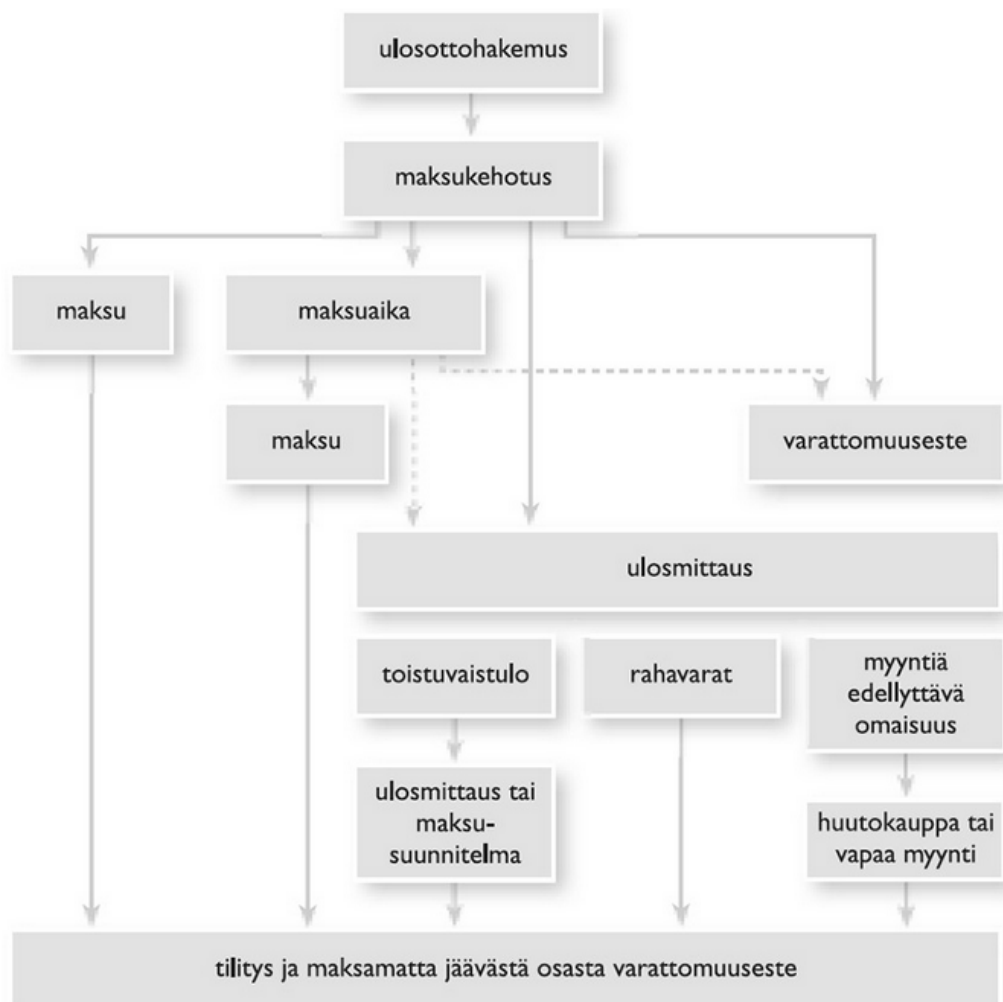 ulosottohakemus
maksukehotus
maksu
maksuaika
maksu
varattomuuseste
ulosmittaus
toistuvaistulo
rahavarat
myyntiä
edellyttävä
omaisuus
ulosmittaus tai
maksu-
suunnitelma
huutokauppa tai
vapaa myynti
tilitys ja maksamatta jäävästä osasta varattomuuseste